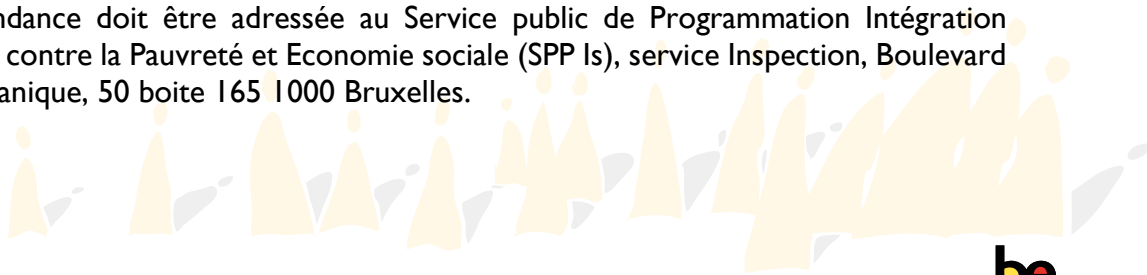 ndance doit être adressée au Service public de Programmation Intégration
contre la Pauvreté et Economie sociale (SPP Is), service Inspection, Boulevard
anique, 50 boite 165 1000 Bruxelles.
be